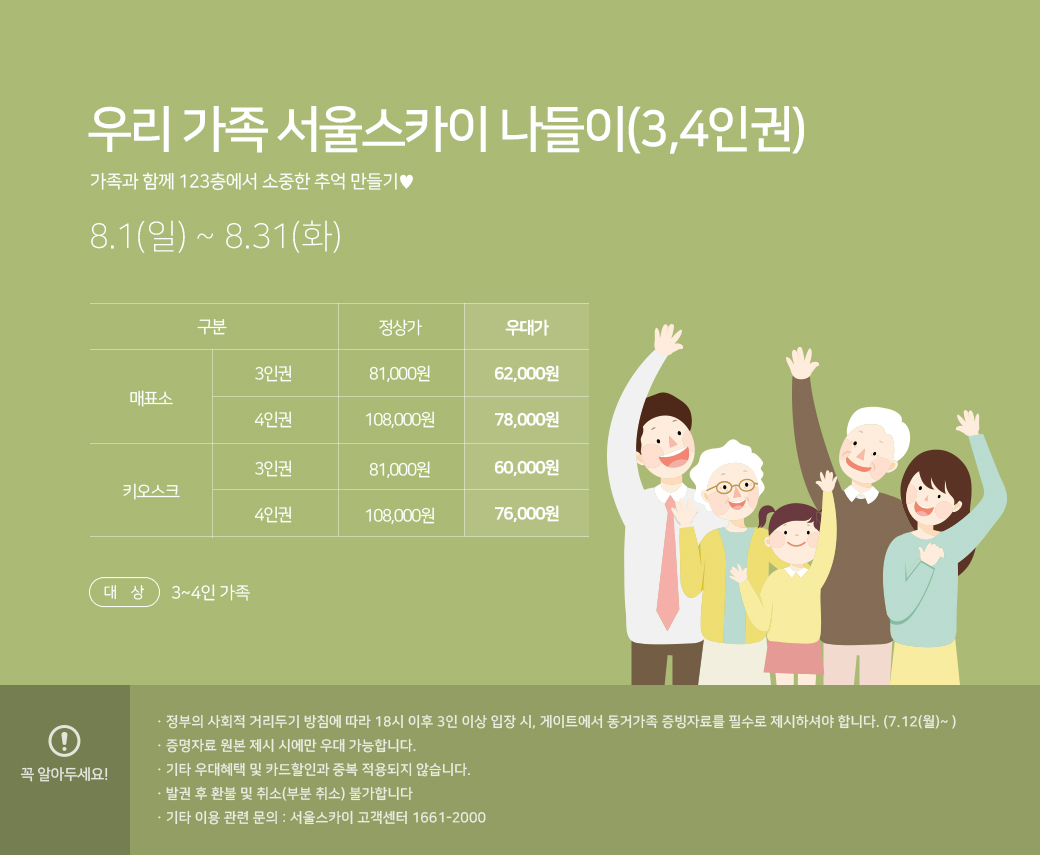 우리 가족 서울스카이 나들이(3,4인권)
가족과 함께 123층에서 소중한 추억 만들기♥
8.1(일) ~ 8.31(화)
구분 정상가 우대가
매표소 3인권 81,000원 62,000원
4인권 108,000원 78,000원
키오스크 3인권 81,000원 60,000원
4인권 108,000원 76,000원
대 상 3~4인 가족
꼭 알아두세요!
· 정부의 사회적 거리두기 방침에 따라 18시 이후 3인 이상 입장 시, 게이트에서 동거가족 증빙자료를 필수로 제시하셔야 합니다. (7.12(월)~ )
· 증명자료 원본 제시 시에만 우대 가능합니다.
· 기타 우대혜택 및 카드할인과 중복 적용되지 않습니다.
· 발권 후 환불 및 취소(부분 취소) 불가합니다
· 기타 이용 관련 문의 : 서울스카이 고객센터 1661-2000